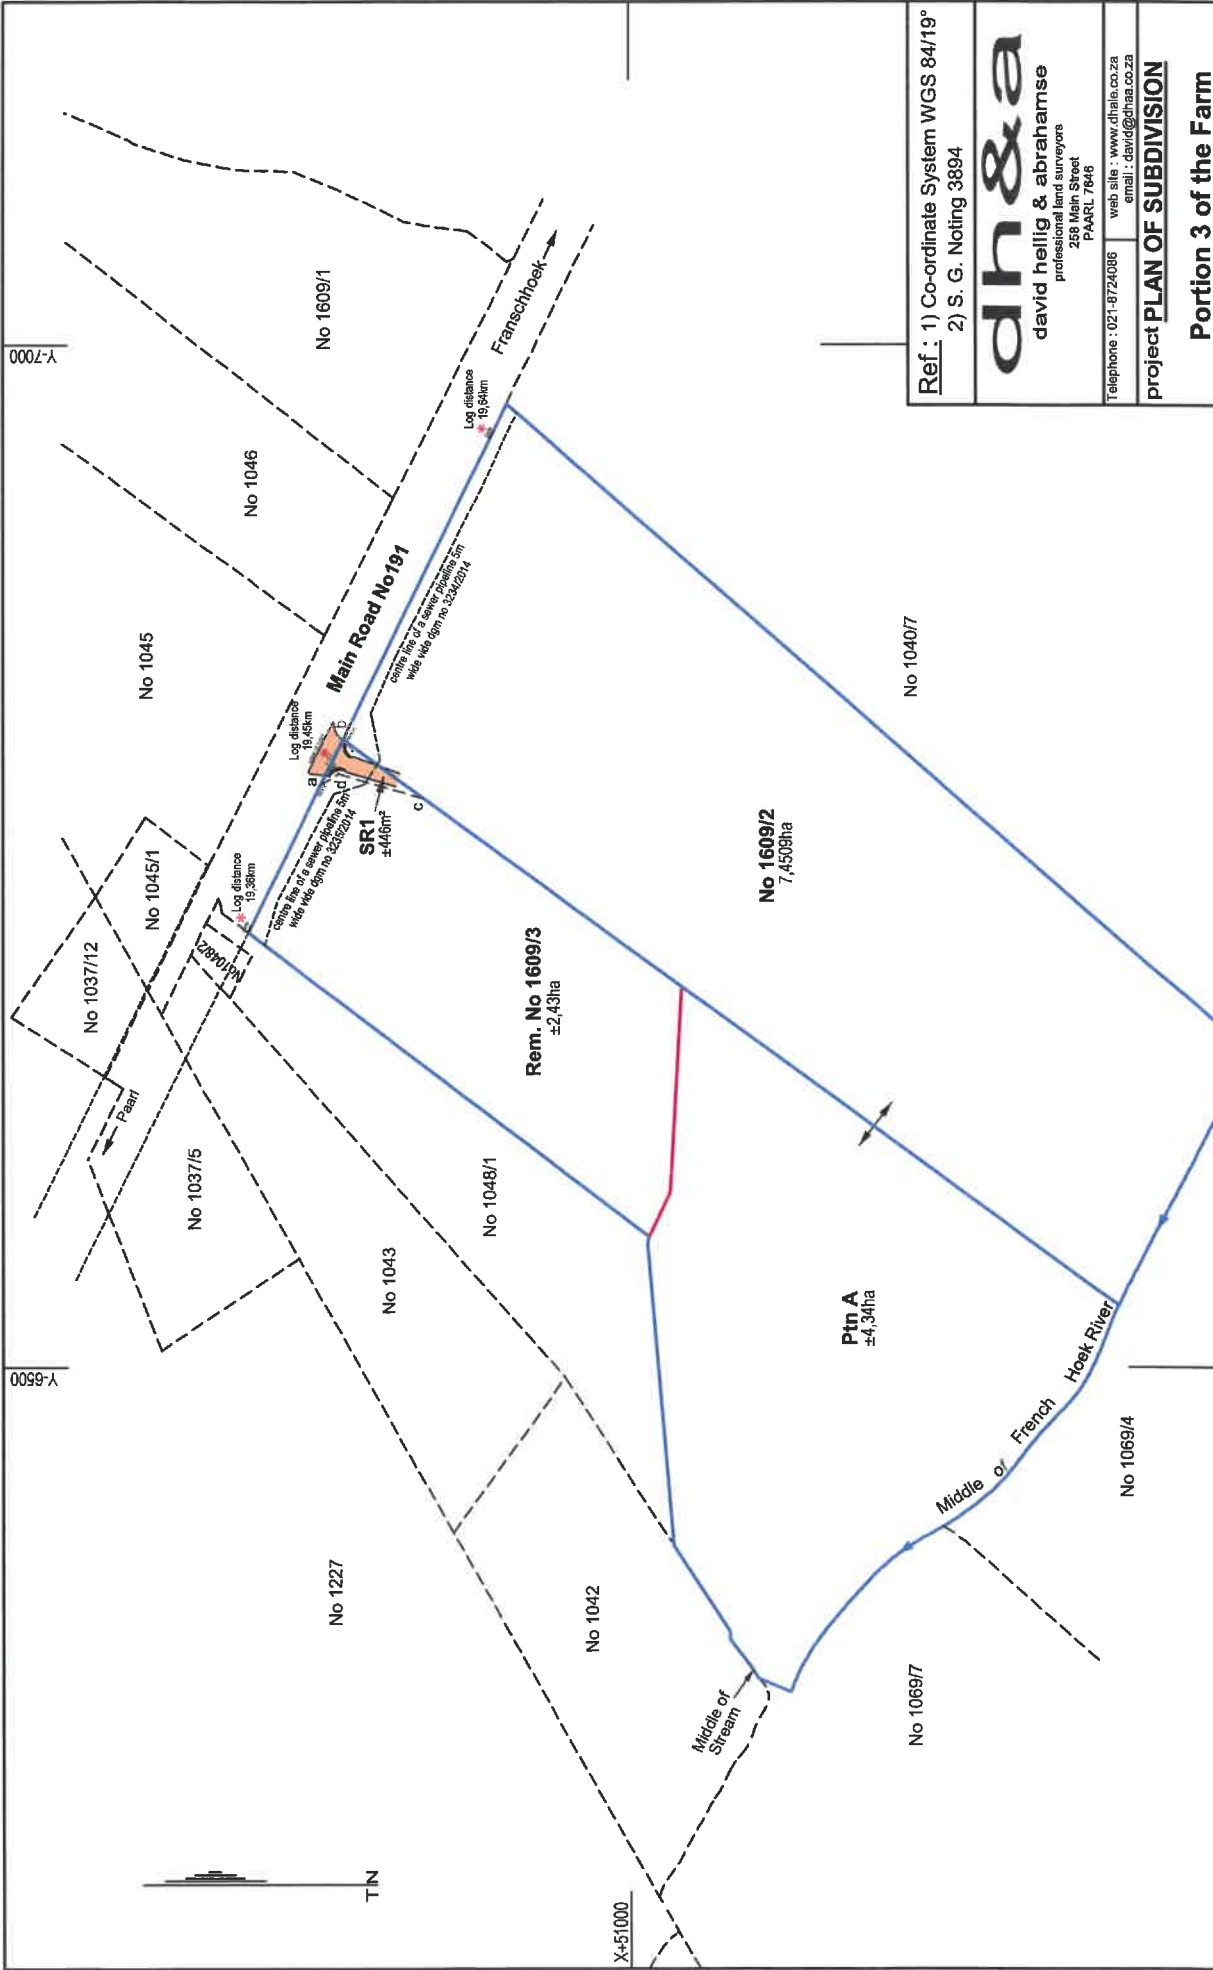 Y-7000
Y-6500
X+51000
TN
No 1609/1
No 1046
No 1045
No 1045/1
No 1037/12
No 1037/5
No1048/2
No 1048/1
No 1043
No 1227
No 1042
No 1040/7
No 1069/4
No 1069/7
Franschhoek
Paarl
Main Road No191
Log distance
19,64km
Log distance
19,45km
Log distance
19,36km
centre line of a sewer pipeline 5m
wide vide dgm no 3234/2014
centre line of a sewer pipeline 5m
wide vide dgm no 3235/2014
a
b
c
d
SR1
±446m²
Rem. No 1609/3
±2,43ha
No 1609/2
7,4509ha
Ptn A
±4,34ha
Middle of French Hoek River
Middle of
Stream
Ref : 1) Co-ordinate System WGS 84/19°
2) S. G. Noting 3894
dh&a
david hellig & abrahamse
professional land surveyors
258 Main Street
PAARL 7646
Telephone : 021-8724086
web site : www.dhale.co.za
email : david@dhaa.co.za
project PLAN OF SUBDIVISION
Portion 3 of the Farm